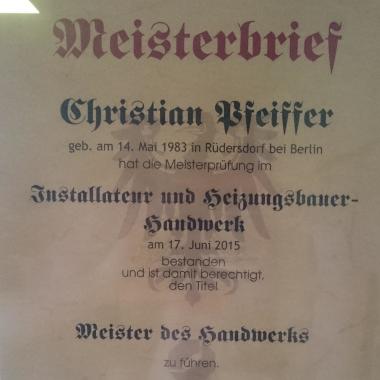 Meisterbrief
Christian Pfeiffer
geb. am 14. Mai 1983 in Rüdersdorf bei Berlin
hat die Meisterprüfung im
Installateur und Heizungsbauer-
Handwerk
am 17. Juni 2015
bestanden
und ist damit berechtigt,
den Titel
Meister des Handwerks
zu führen.